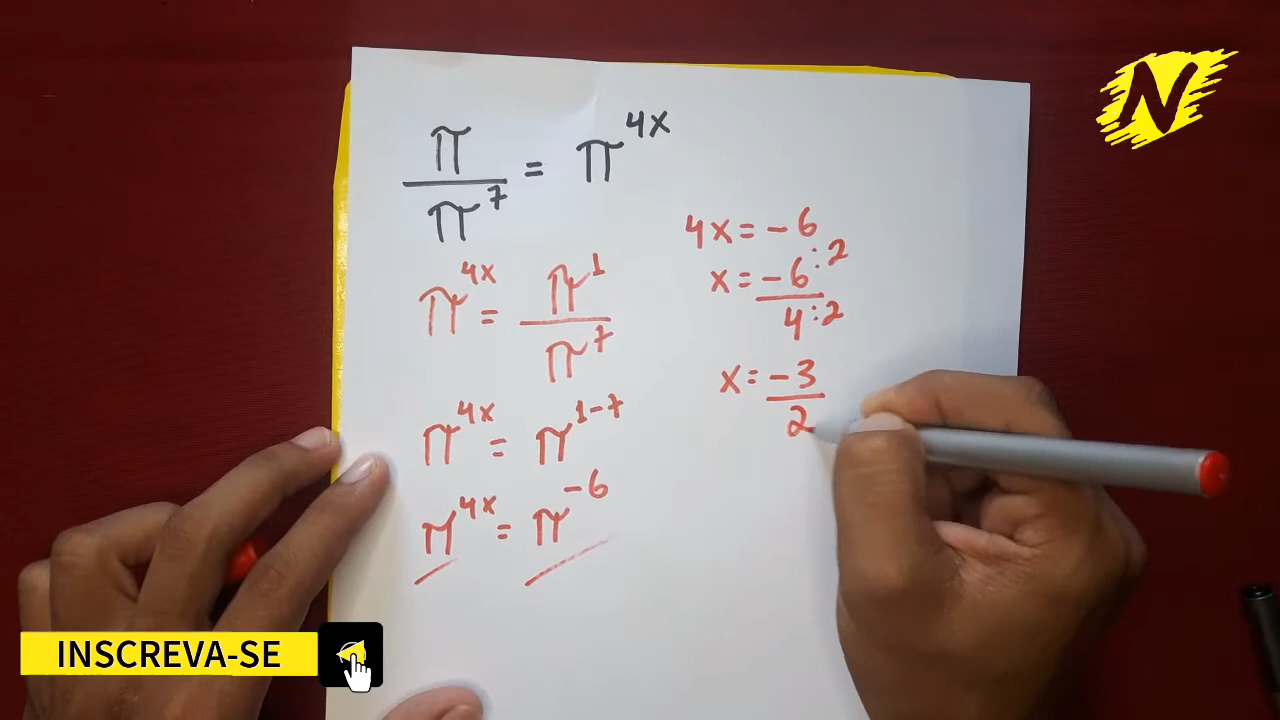 π/π^7 = π^4x
π^4x = π^1/π^7
π^4x = π^1-7
π^4x = π^-6
4x = -6
x = -6:2/4:2
x = -3/2
N
INSCREVA-SE